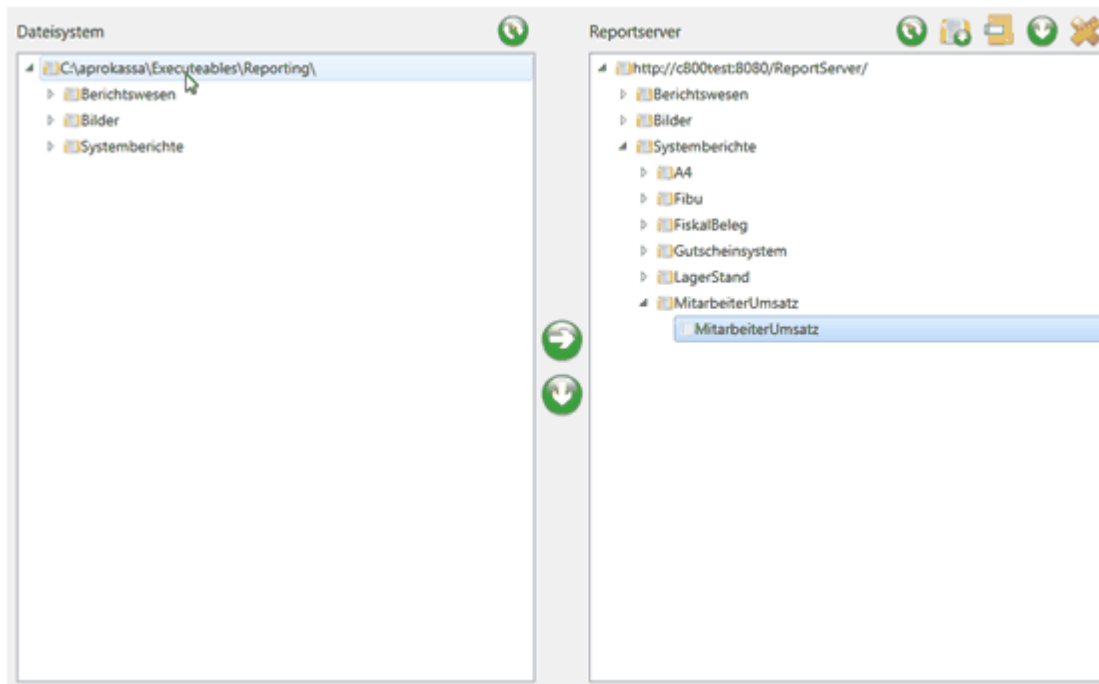 Dateisystem
C:\aprokassa\Executeables\Reporting\
Berichtswesen
Bilder
Systemberichte
Reportserver
http://c800test:8080/ReportServer/
Berichtswesen
Bilder
Systemberichte
A4
Fibu
FiskalBeleg
Gutscheinsystem
LagerStand
MitarbeiterUmsatz
MitarbeiterUmsatz